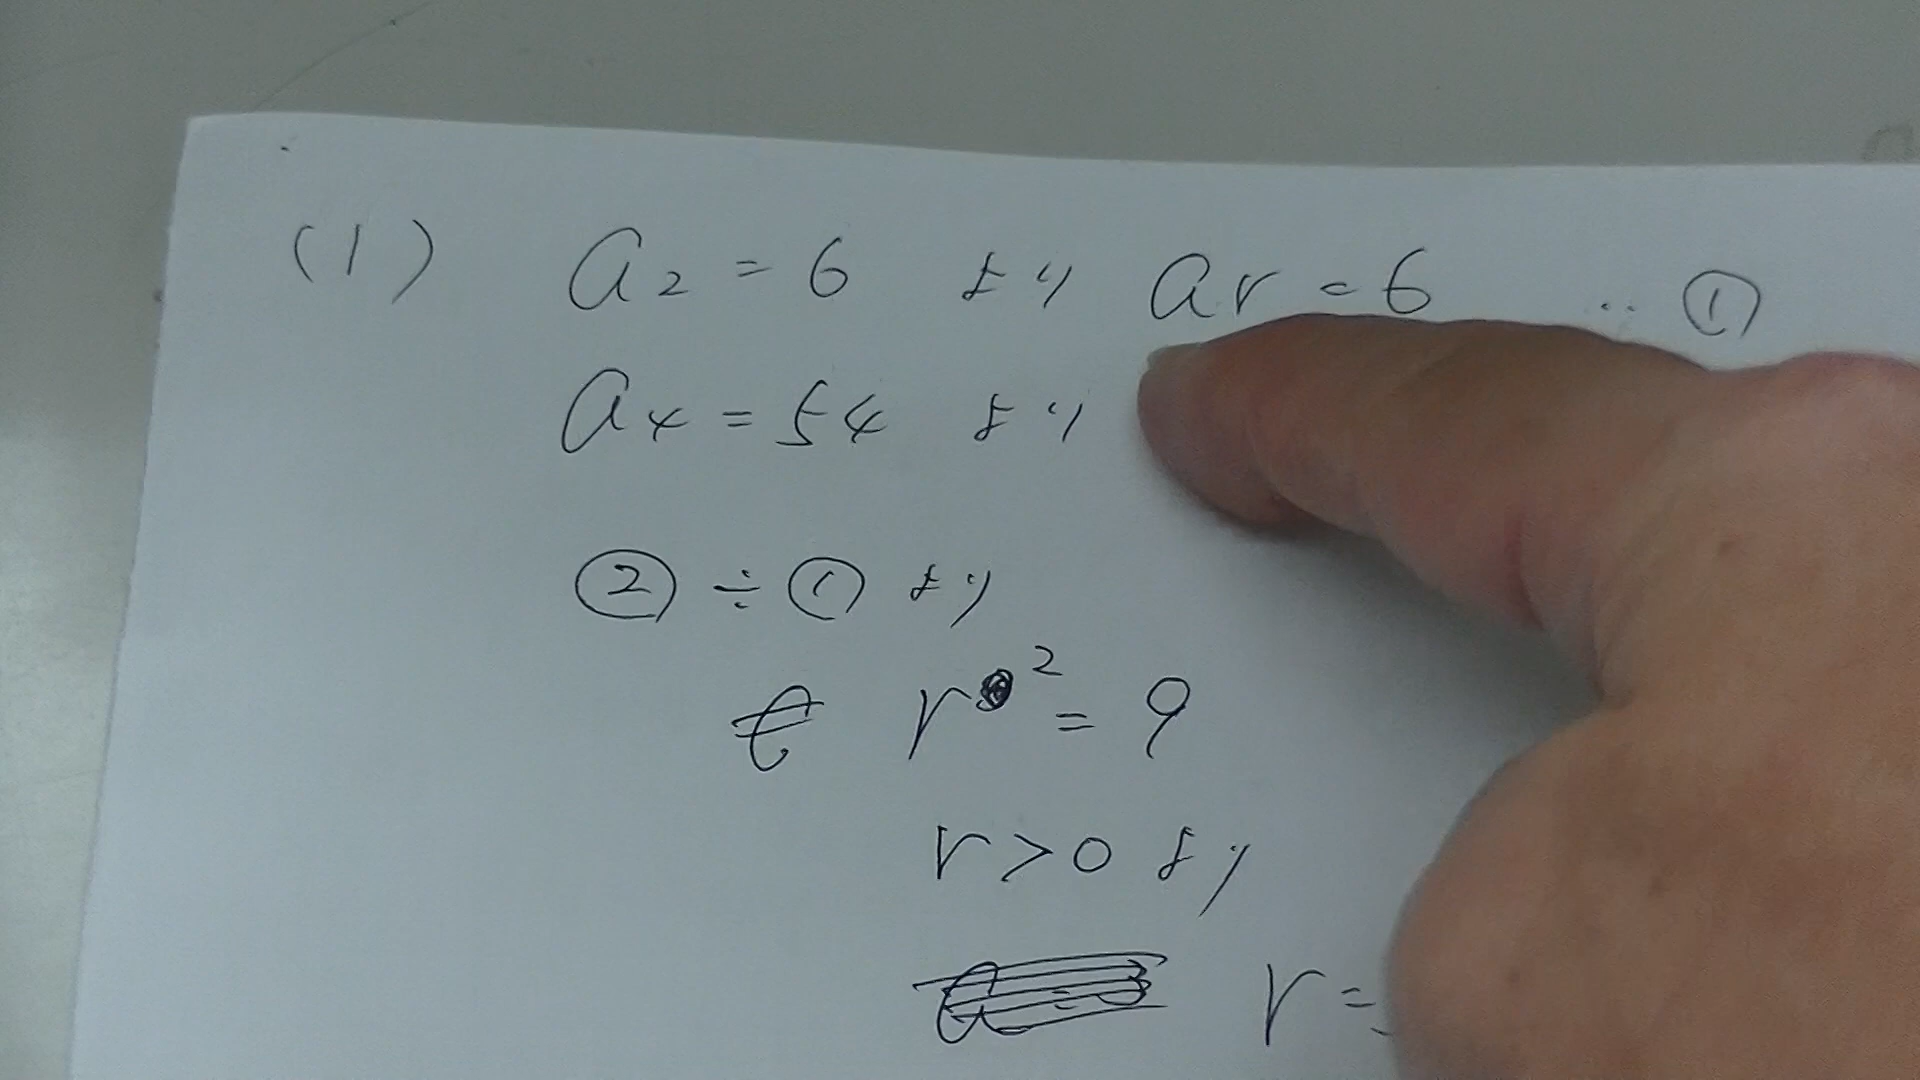 (1) a₂ = 6 より ar = 6 ‥ ①
a₄ = 54 より
② ÷ ① より
r² = 9
r > 0 より
r =